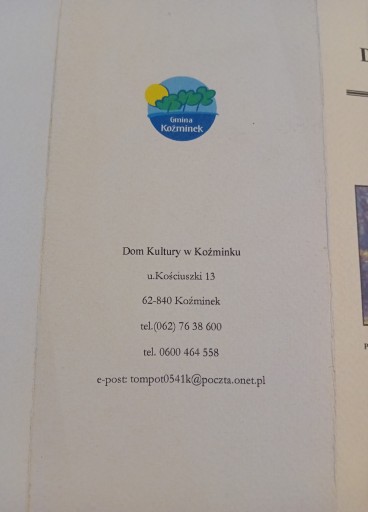 Gmina
Koźminek
Dom Kultury w Koźminku
u.Kościuszki 13
62-840 Koźminek
tel.(062) 76 38 600
tel. 0600 464 558
e-post: tompot0541k@poczta.onet.pl